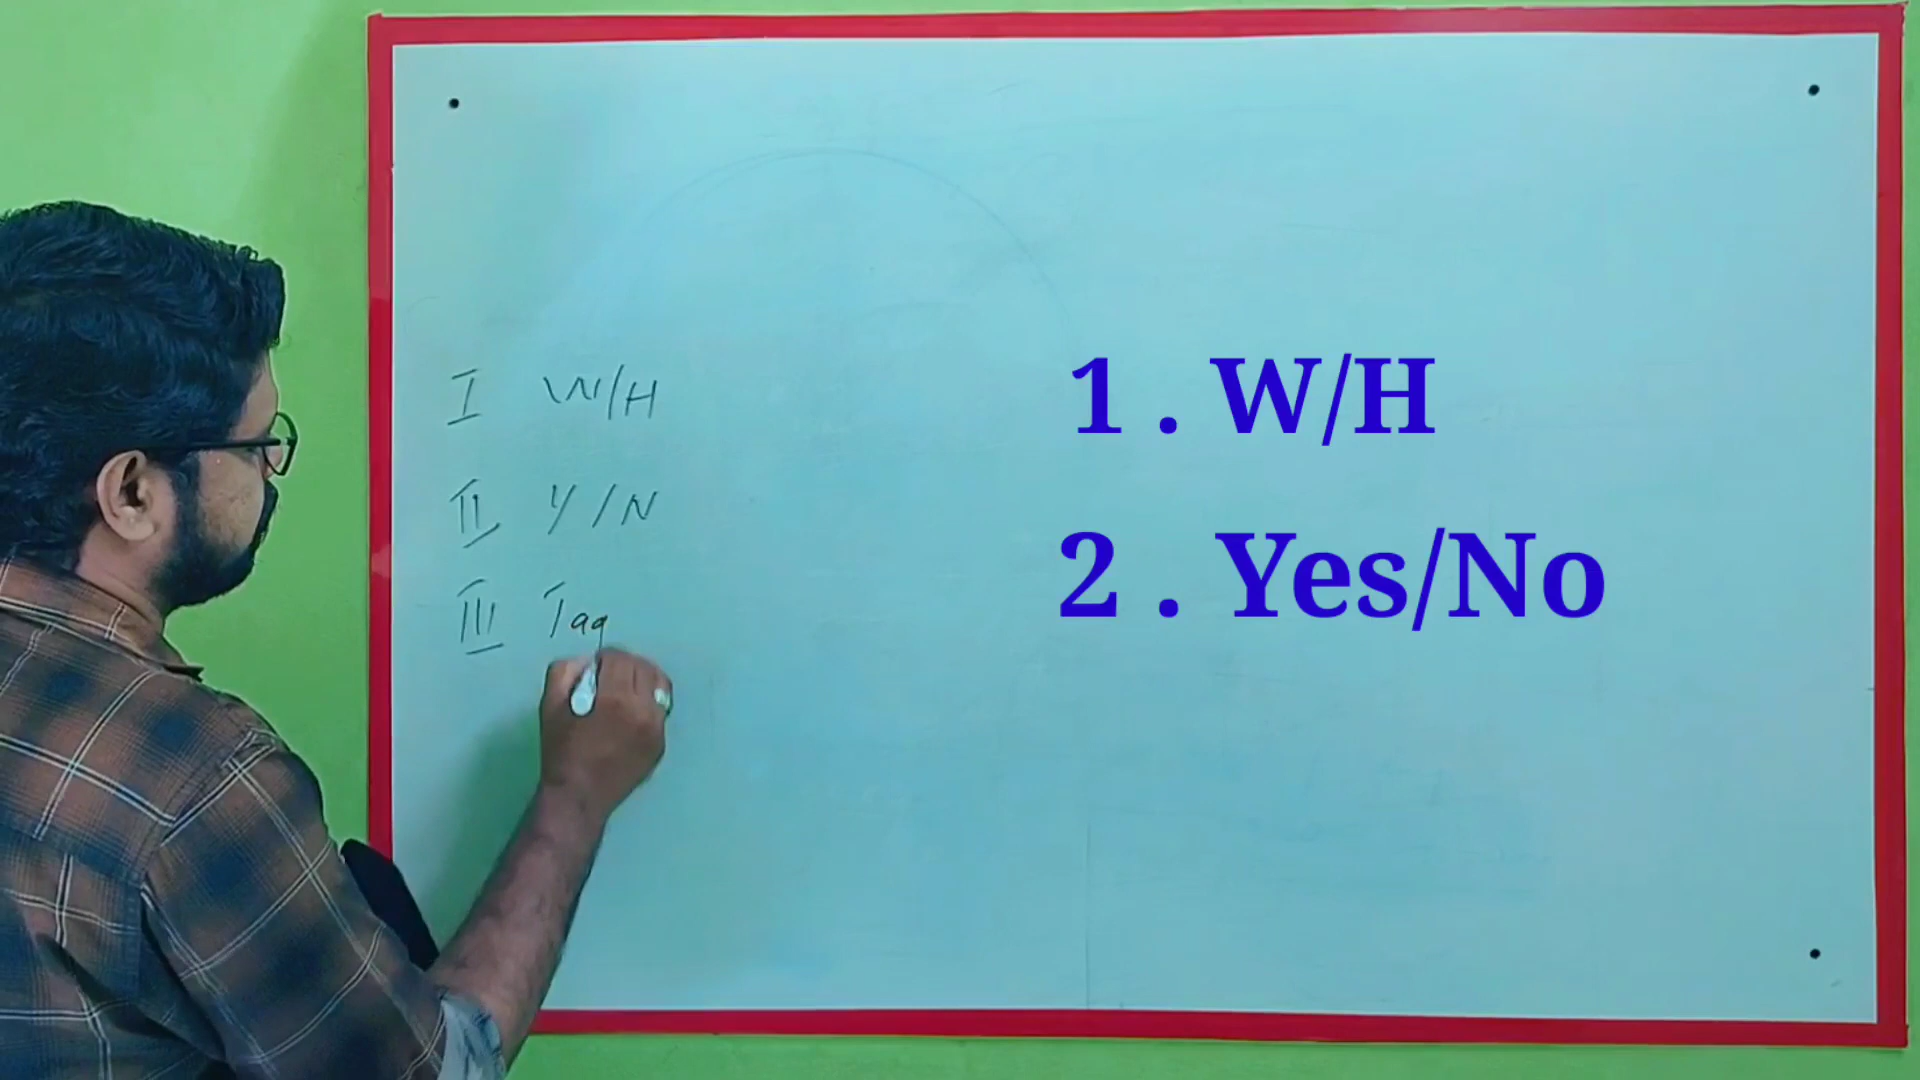 I W/H
II Y/N
III Tag
1 . W/H
2 . Yes/No